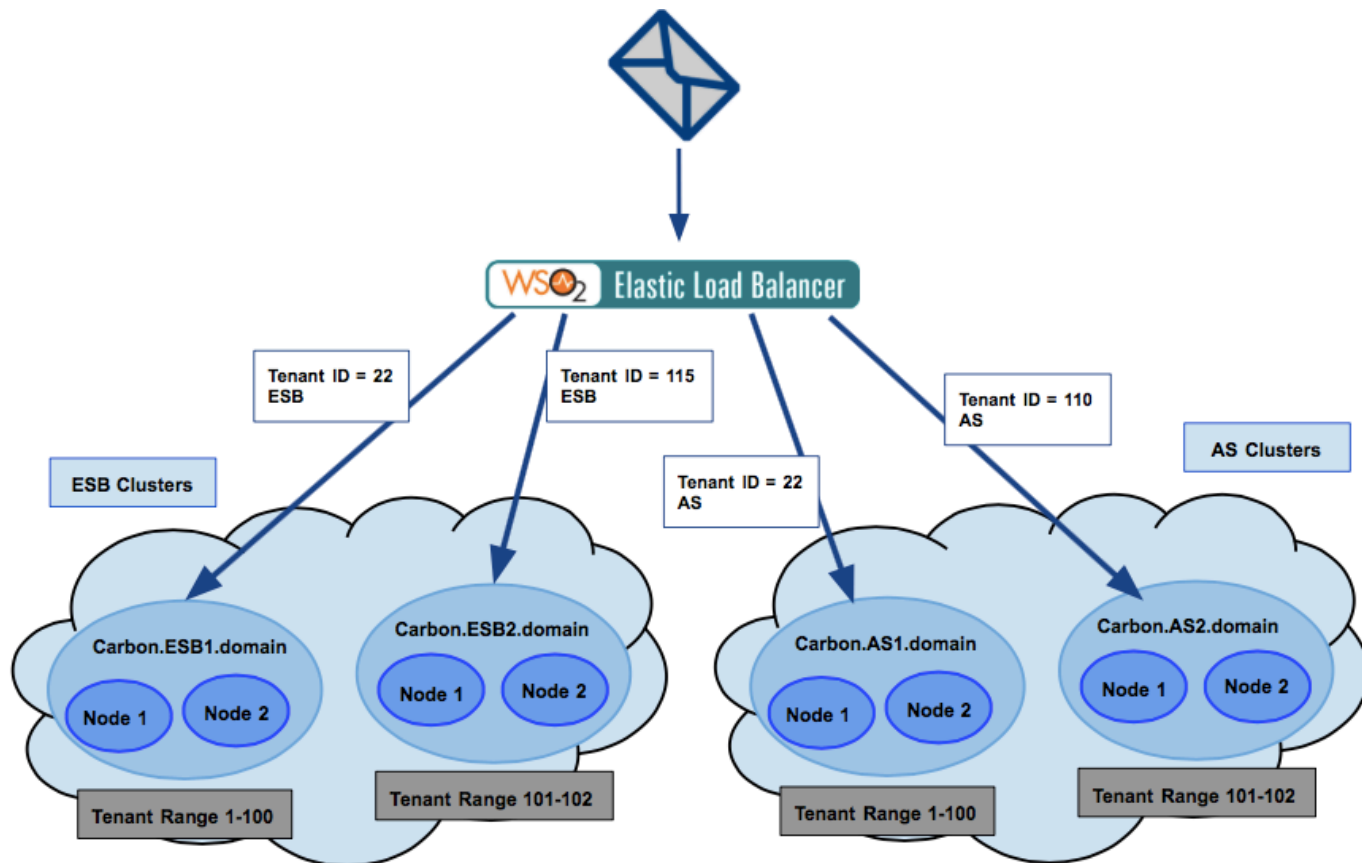 WSO2 Elastic Load Balancer
Tenant ID = 22
ESB
Tenant ID = 115
ESB
Tenant ID = 110
AS
Tenant ID = 22
AS
ESB Clusters
AS Clusters
Carbon.ESB1.domain
Node 1
Node 2
Carbon.ESB2.domain
Node 1
Node 2
Carbon.AS1.domain
Node 1
Node 2
Carbon.AS2.domain
Node 1
Node 2
Tenant Range 1-100
Tenant Range 101-102
Tenant Range 1-100
Tenant Range 101-102